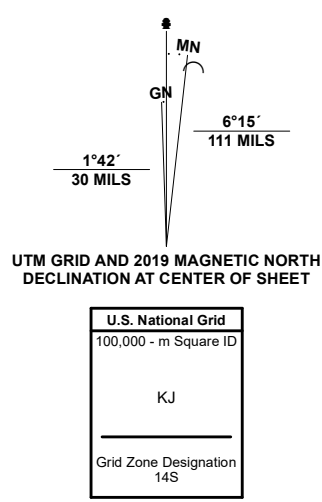 MN
GN
6°15´
111 MILS
1°42´
30 MILS
UTM GRID AND 2019 MAGNETIC NORTH
DECLINATION AT CENTER OF SHEET
U.S. National Grid
100,000 - m Square ID
KJ
Grid Zone Designation
14S